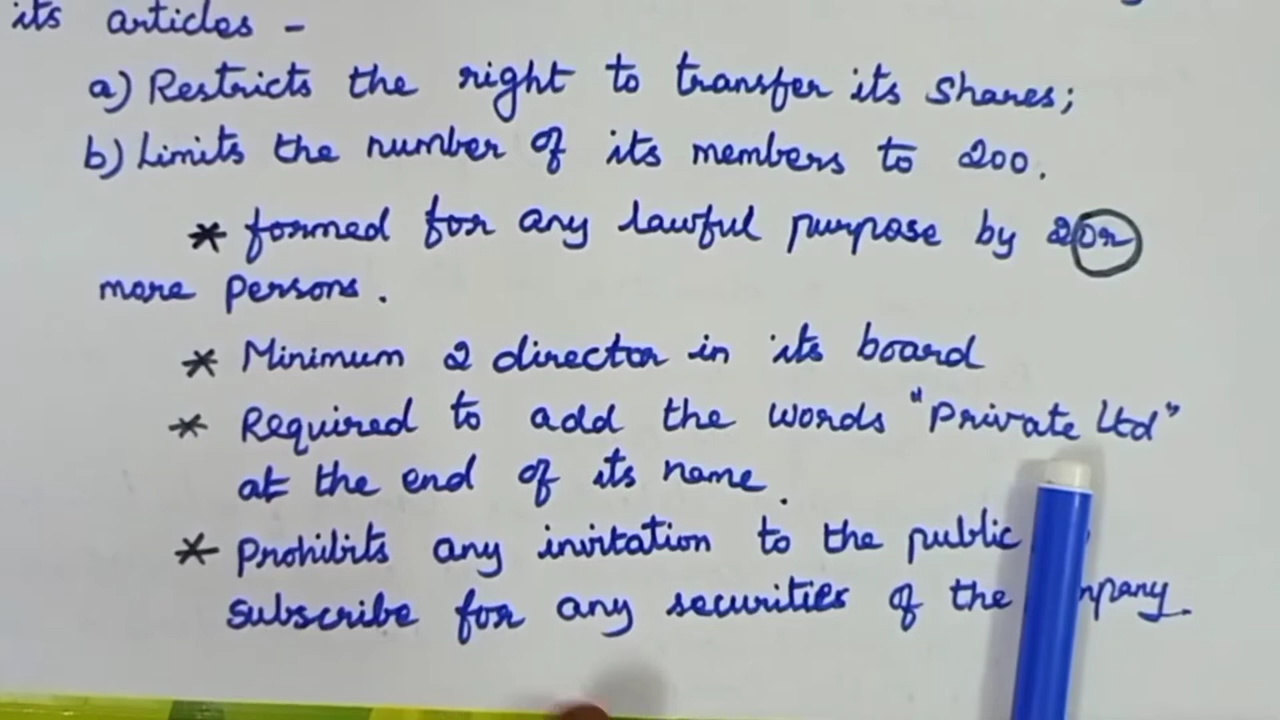 its articles -
a) Restricts the right to transfer its shares;
b) Limits the number of its members to 200.
* formed for any lawful purpose by 2 or
more persons.
* Minimum 2 director in its board
* Required to add the words "Private Ltd"
at the end of its name.
* Prohibits any invitation to the public
subscribe for any securities of the